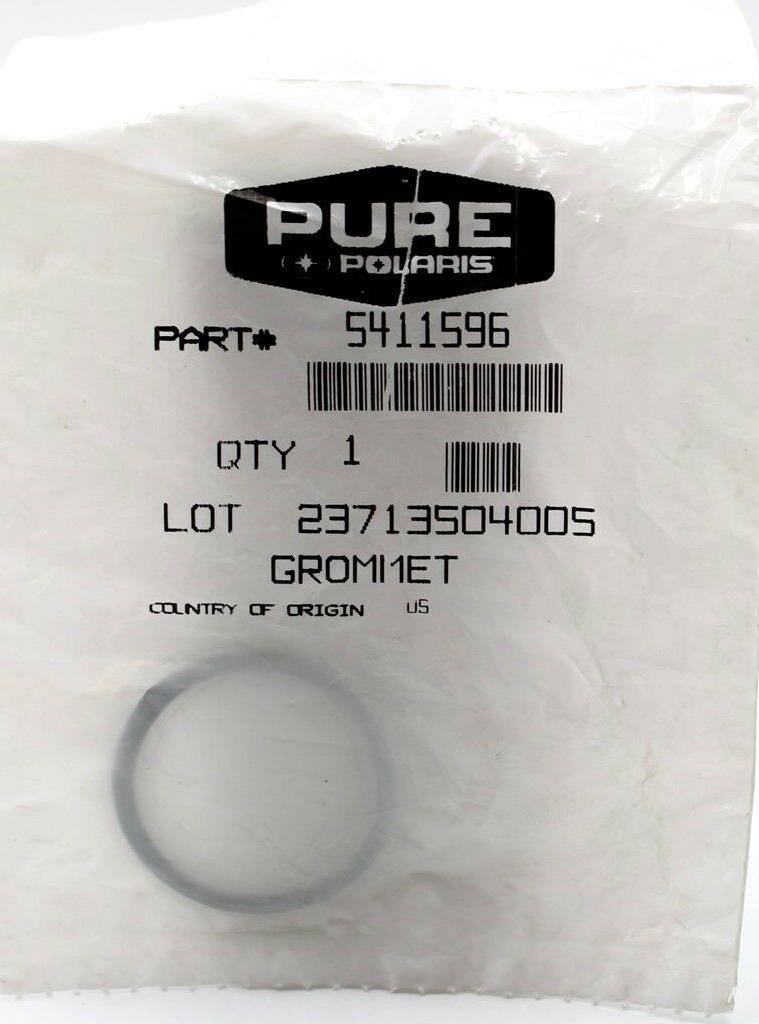 PURE
POLARIS
PART# 5411596
QTY 1
LOT 23713504005
GROMMET
COUNTRY OF ORIGIN US